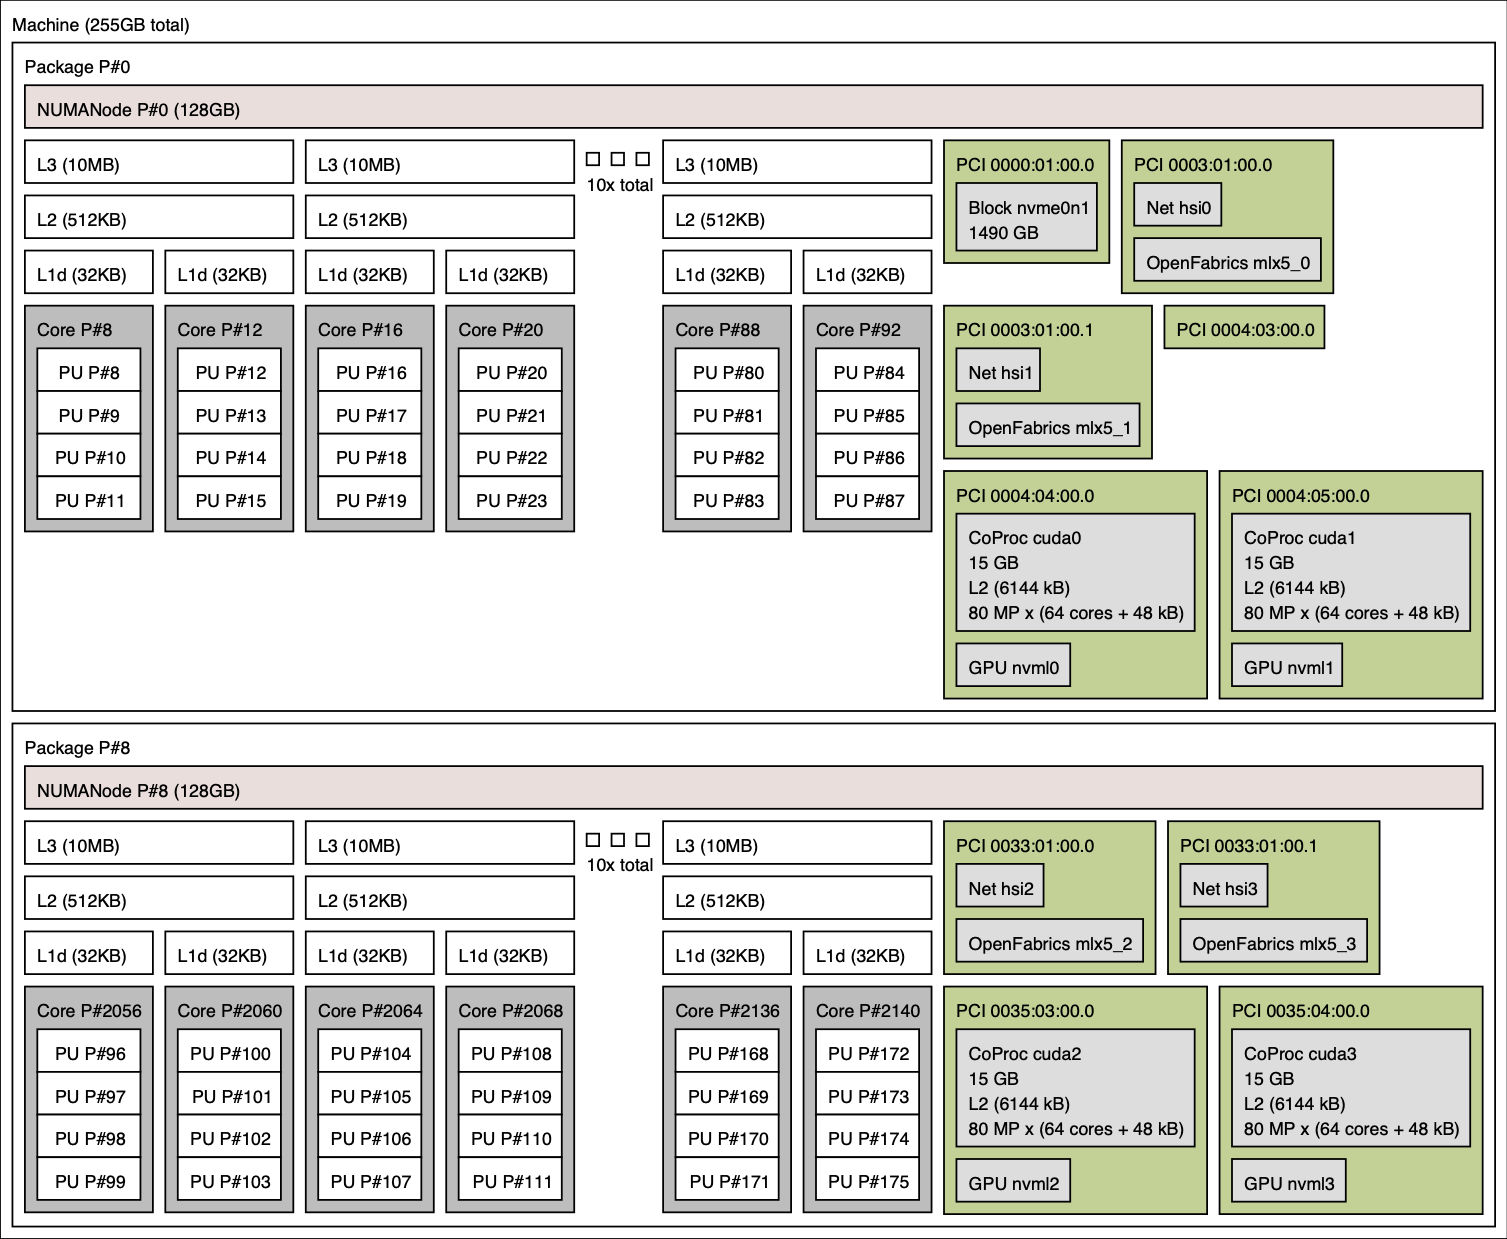 Machine (255GB total)
Package P#0
NUMANode P#0 (128GB)
L3 (10MB)
L3 (10MB)
10x total
L3 (10MB)
L2 (512KB)
L2 (512KB)
L2 (512KB)
L1d (32KB)
L1d (32KB)
L1d (32KB)
L1d (32KB)
L1d (32KB)
L1d (32KB)
Core P#8
PU P#8
PU P#9
PU P#10
PU P#11
Core P#12
PU P#12
PU P#13
PU P#14
PU P#15
Core P#16
PU P#16
PU P#17
PU P#18
PU P#19
Core P#20
PU P#20
PU P#21
PU P#22
PU P#23
Core P#88
PU P#80
PU P#81
PU P#82
PU P#83
Core P#92
PU P#84
PU P#85
PU P#86
PU P#87
PCI 0000:01:00.0
Block nvme0n1
1490 GB
PCI 0003:01:00.0
Net hsi0
OpenFabrics mlx5_0
PCI 0003:01:00.1
Net hsi1
OpenFabrics mlx5_1
PCI 0004:03:00.0
PCI 0004:04:00.0
CoProc cuda0
15 GB
L2 (6144 kB)
80 MP x (64 cores + 48 kB)
GPU nvml0
PCI 0004:05:00.0
CoProc cuda1
15 GB
L2 (6144 kB)
80 MP x (64 cores + 48 kB)
GPU nvml1
Package P#8
NUMANode P#8 (128GB)
L3 (10MB)
L3 (10MB)
10x total
L3 (10MB)
L2 (512KB)
L2 (512KB)
L2 (512KB)
L1d (32KB)
L1d (32KB)
L1d (32KB)
L1d (32KB)
L1d (32KB)
L1d (32KB)
Core P#2056
PU P#96
PU P#97
PU P#98
PU P#99
Core P#2060
PU P#100
PU P#101
PU P#102
PU P#103
Core P#2064
PU P#104
PU P#105
PU P#106
PU P#107
Core P#2068
PU P#108
PU P#109
PU P#110
PU P#111
Core P#2136
PU P#168
PU P#169
PU P#170
PU P#171
Core P#2140
PU P#172
PU P#173
PU P#174
PU P#175
PCI 0033:01:00.0
Net hsi2
OpenFabrics mlx5_2
PCI 0033:01:00.1
Net hsi3
OpenFabrics mlx5_3
PCI 0035:03:00.0
CoProc cuda2
15 GB
L2 (6144 kB)
80 MP x (64 cores + 48 kB)
GPU nvml2
PCI 0035:04:00.0
CoProc cuda3
15 GB
L2 (6144 kB)
80 MP x (64 cores + 48 kB)
GPU nvml3